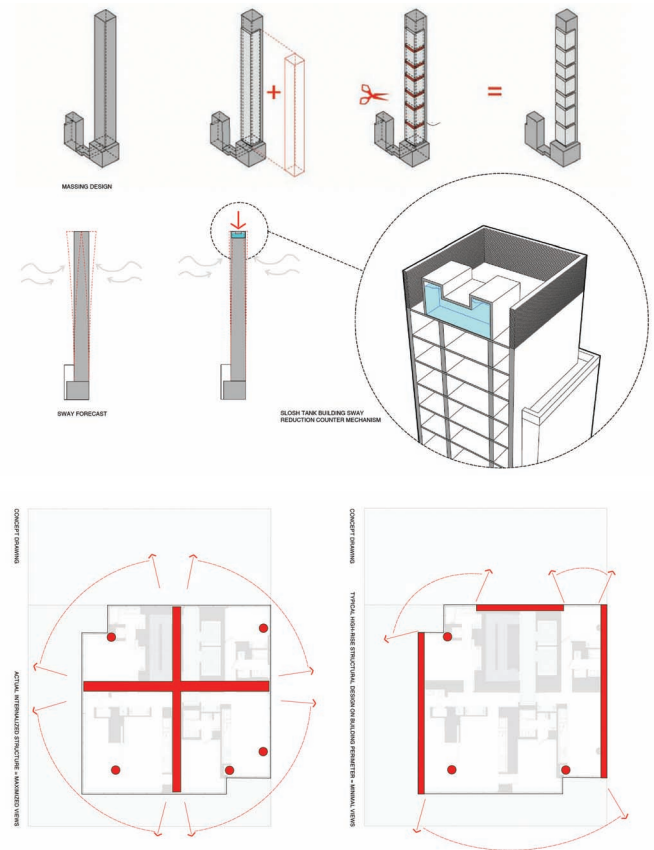 MASSING DESIGN
SWAY FORECAST
SLOSH TANK BUILDING SWAY
REDUCTION COUNTER MECHANISM
CONCEPT DRAWING
ACTUAL INTERNALIZED STRUCTURE = MAXIMIZED VIEWS
CONCEPT DRAWING
TYPICAL HIGH-RISE STRUCTURAL DESIGN ON BUILDING PERIMETER = MINIMAL VIEWS